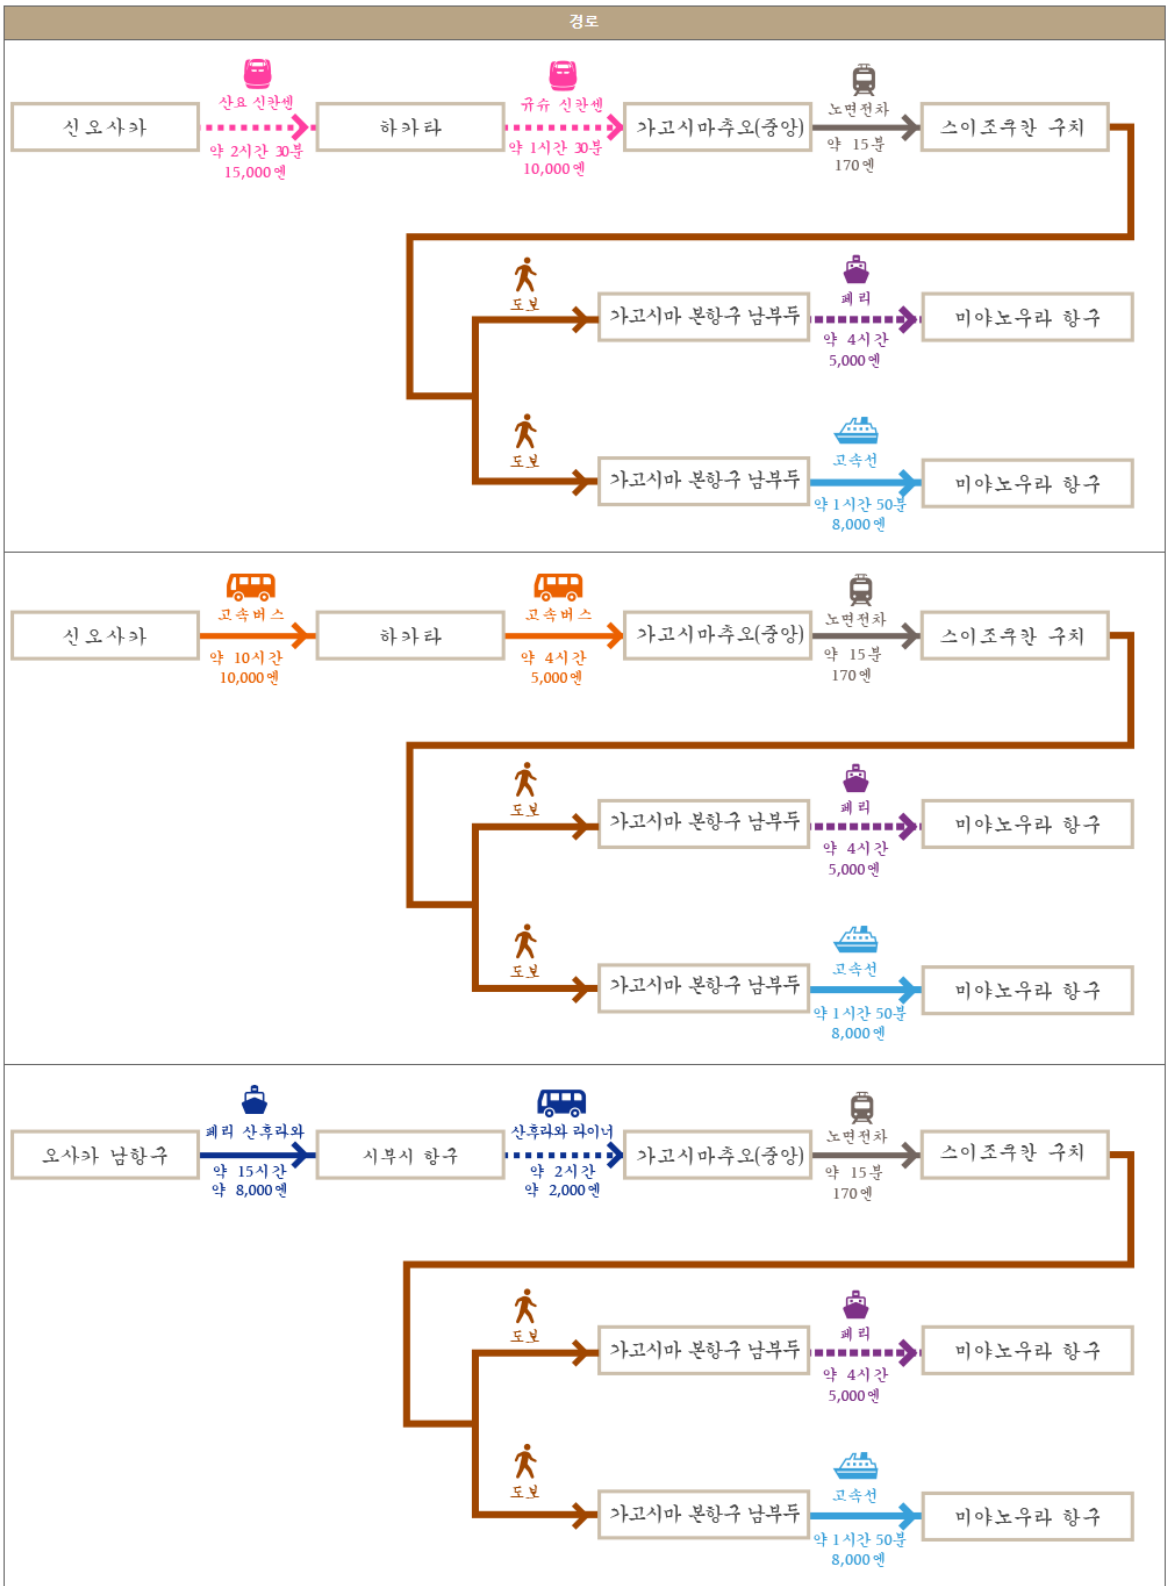 경로
산요 신칸센
규슈 신칸센
노면전차
신오사카
하카타
가고시마추오(중앙)
스이조쿠칸 구치
약 2시간 30분
15,000엔
약 1시간 30분
10,000엔
약 15분
170엔
도보
페리
가고시마 본항구 남부두
미야노우라 항구
약 4시간
5,000엔
도보
고속선
가고시마 본항구 남부두
미야노우라 항구
약 1시간 50분
8,000엔
고속버스
고속버스
노면전차
신오사카
하카타
가고시마추오(중앙)
스이조쿠칸 구치
약 10시간
10,000엔
약 4시간
5,000엔
약 15분
170엔
도보
페리
가고시마 본항구 남부두
미야노우라 항구
약 4시간
5,000엔
도보
고속선
가고시마 본항구 남부두
미야노우라 항구
약 1시간 50분
8,000엔
페리 산후라와
산후라와 라이너
노면전차
오사카 남항구
시부시 항구
가고시마추오(중앙)
스이조쿠칸 구치
약 15시간
약 8,000엔
약 2시간
약 2,000엔
약 15분
170엔
도보
페리
가고시마 본항구 남부두
미야노우라 항구
약 4시간
5,000엔
도보
고속선
가고시마 본항구 남부두
미야노우라 항구
약 1시간 50분
8,000엔